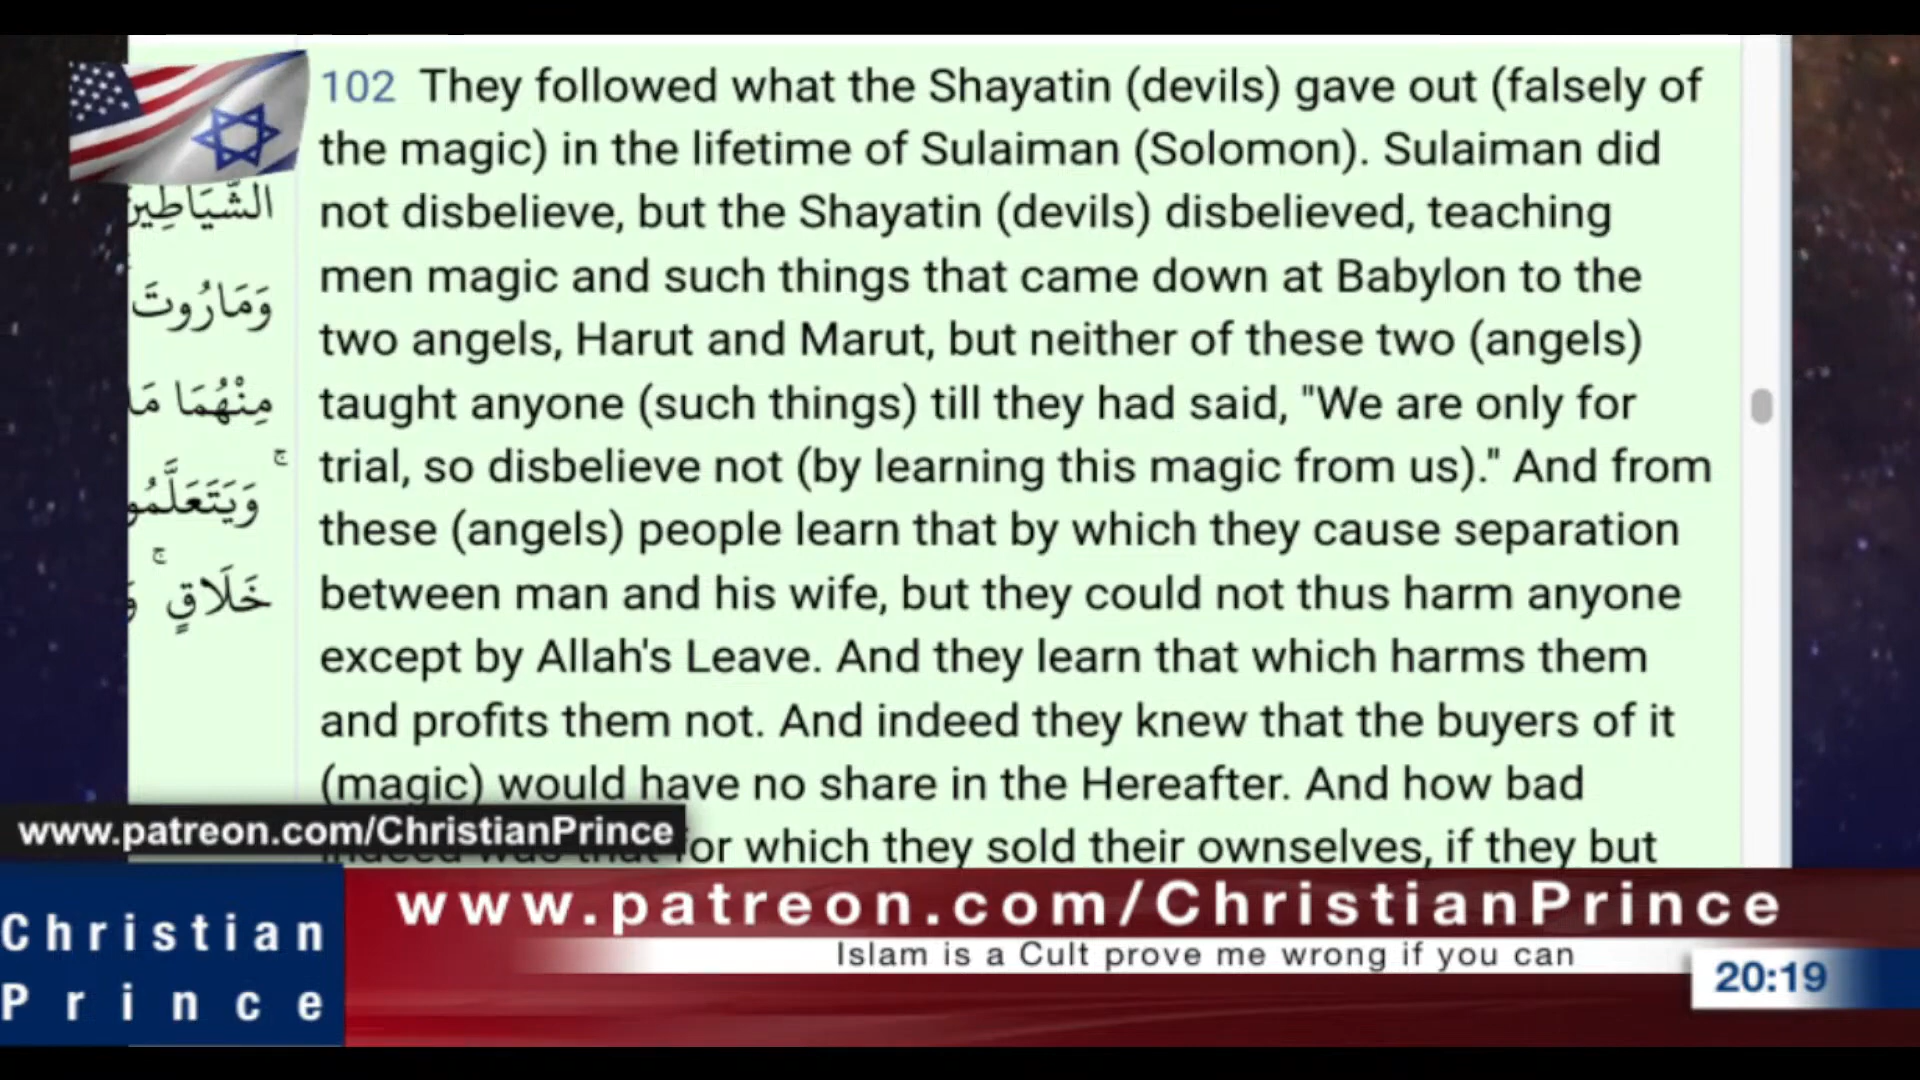 102 They followed what the Shayatin (devils) gave out (falsely of
the magic) in the lifetime of Sulaiman (Solomon). Sulaiman did
not disbelieve, but the Shayatin (devils) disbelieved, teaching
men magic and such things that came down at Babylon to the
two angels, Harut and Marut, but neither of these two (angels)
taught anyone (such things) till they had said, "We are only for
trial, so disbelieve not (by learning this magic from us)." And from
these (angels) people learn that by which they cause separation
between man and his wife, but they could not thus harm anyone
except by Allah's Leave. And they learn that which harms them
and profits them not. And indeed they knew that the buyers of it
(magic) would have no share in the Hereafter. And how bad
indeed was that for which they sold their ownselves, if they but
الشَّيَاطِين
وَمَارُوتَ
مِنْهُمَا مَا
وَيَتَعَلَّمُو
خَلَاقٍ ۚ
www.patreon.com/ChristianPrince
Christian
Prince
www.patreon.com/ChristianPrince
Islam is a Cult prove me wrong if you can
20:19